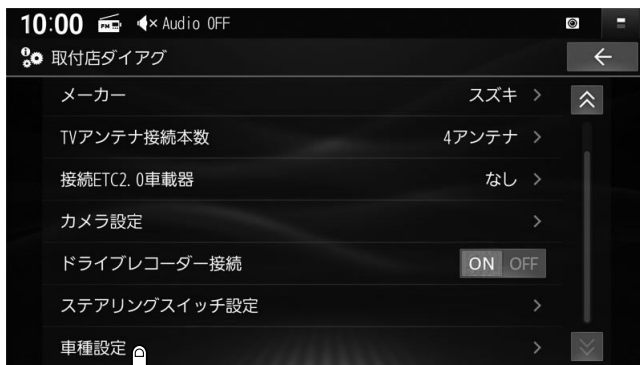 10:00 FM Audio OFF
取付店ダイアグ
メーカー スズキ
TVアンテナ接続本数 4アンテナ
接続ETC2.0車載器 なし
カメラ設定
ドライブレコーダー接続 ON OFF
ステアリングスイッチ設定
車種設定